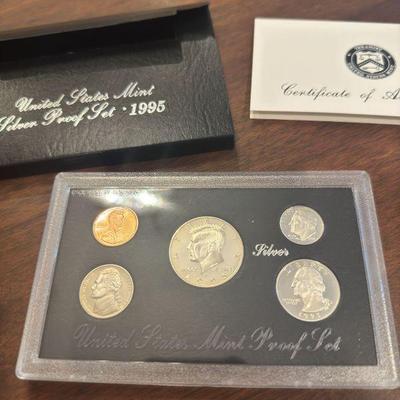 United States Mint
Silver Proof Set · 1995
Certificate of A
Silver
United States Mint Proof Set